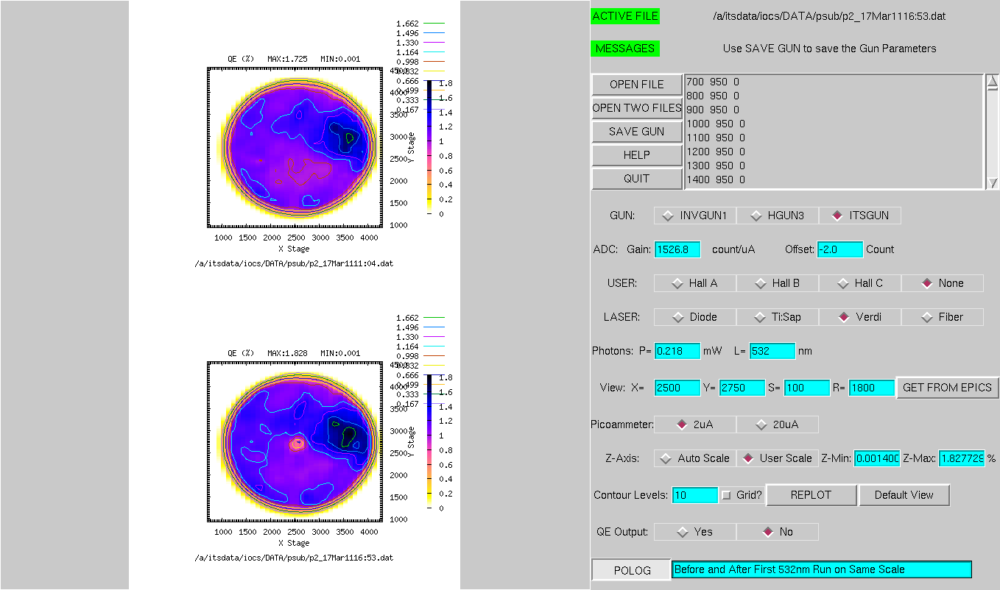 1.662
1.496
1.330
1.164
0.998
0.832
0.666
0.499
0.333
0.167
QE (%) MAX:1.725 MIN:0.001
4500
4000
3500
3000
2500
2000
1500
1000
Y Stage
1.8
1.6
1.4
1.2
1
0.8
0.6
0.4
0.2
0
1000 1500 2000 2500 3000 3500 4000
X Stage
/a/itsdata/iocs/DATA/psub/p2_17Mar1111:04.dat
1.662
1.496
1.330
1.164
0.998
0.832
0.666
0.499
0.333
0.167
QE (%) MAX:1.828 MIN:0.001
4500
4000
3500
3000
2500
2000
1500
1000
Y Stage
1.8
1.6
1.4
1.2
1
0.8
0.6
0.4
0.2
0
1000 1500 2000 2500 3000 3500 4000
X Stage
/a/itsdata/iocs/DATA/psub/p2_17Mar1116:53.dat
ACTIVE FILE /a/itsdata/iocs/DATA/psub/p2_17Mar1116:53.dat
MESSAGES Use SAVE GUN to save the Gun Parameters
OPEN FILE
OPEN TWO FILES
SAVE GUN
HELP
QUIT
700 950 0
800 950 0
900 950 0
1000 950 0
1100 950 0
1200 950 0
1300 950 0
1400 950 0
GUN: INVGUN1 HGUN3 ITSGUN
ADC: Gain: 1526.8 count/uA Offset: -2.0 Count
USER: Hall A Hall B Hall C None
LASER: Diode Ti:Sap Verdi Fiber
Photons: P= 0.218 mW L= 532 nm
View: X= 2500 Y= 2750 S= 100 R= 1800 GET FROM EPICS
Picoammeter: 2uA 20uA
Z-Axis: Auto Scale User Scale Z-Min: 0.001400 Z-Max: 1.827729 %
Contour Levels: 10 Grid? REPLOT Default View
QE Output: Yes No
POLOG Before and After First 532nm Run on Same Scale